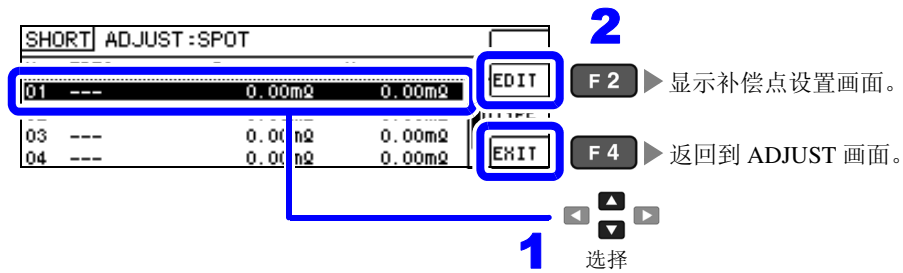 SHORT ADJUST :SPOT
2
EDIT
F 2 显示补偿点设置画面。
01 --- 0.00mΩ 0.00mΩ
03 --- 0.00mΩ 0.00mΩ
04 --- 0.00mΩ 0.00mΩ
EXIT
F 4 返回到 ADJUST 画面。
1
选择